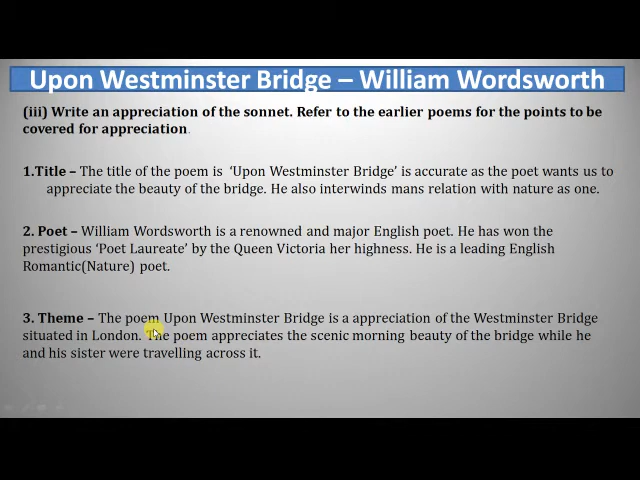 Upon Westminster Bridge – William Wordsworth
(iii) Write an appreciation of the sonnet. Refer to the earlier poems for the points to be
covered for appreciation.
1.Title – The title of the poem is ‘Upon Westminster Bridge’ is accurate as the poet wants us to
appreciate the beauty of the bridge. He also interwinds mans relation with nature as one.
2. Poet – William Wordsworth is a renowned and major English poet. He has won the
prestigious ‘Poet Laureate’ by the Queen Victoria her highness. He is a leading English
Romantic(Nature) poet.
3. Theme – The poem Upon Westminster Bridge is a appreciation of the Westminster Bridge
situated in London. The poem appreciates the scenic morning beauty of the bridge while he
and his sister were travelling across it.